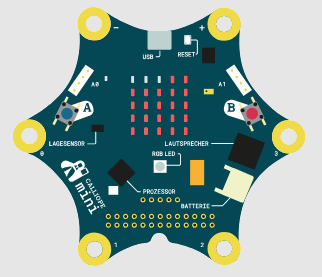 − +
USB
RESET
A0
A1
A
B
LAGESENSOR
LAUTSPRECHER
0
3
RGB LED
CALLIOPE
mini
PROZESSOR
BATTERIE
1
2